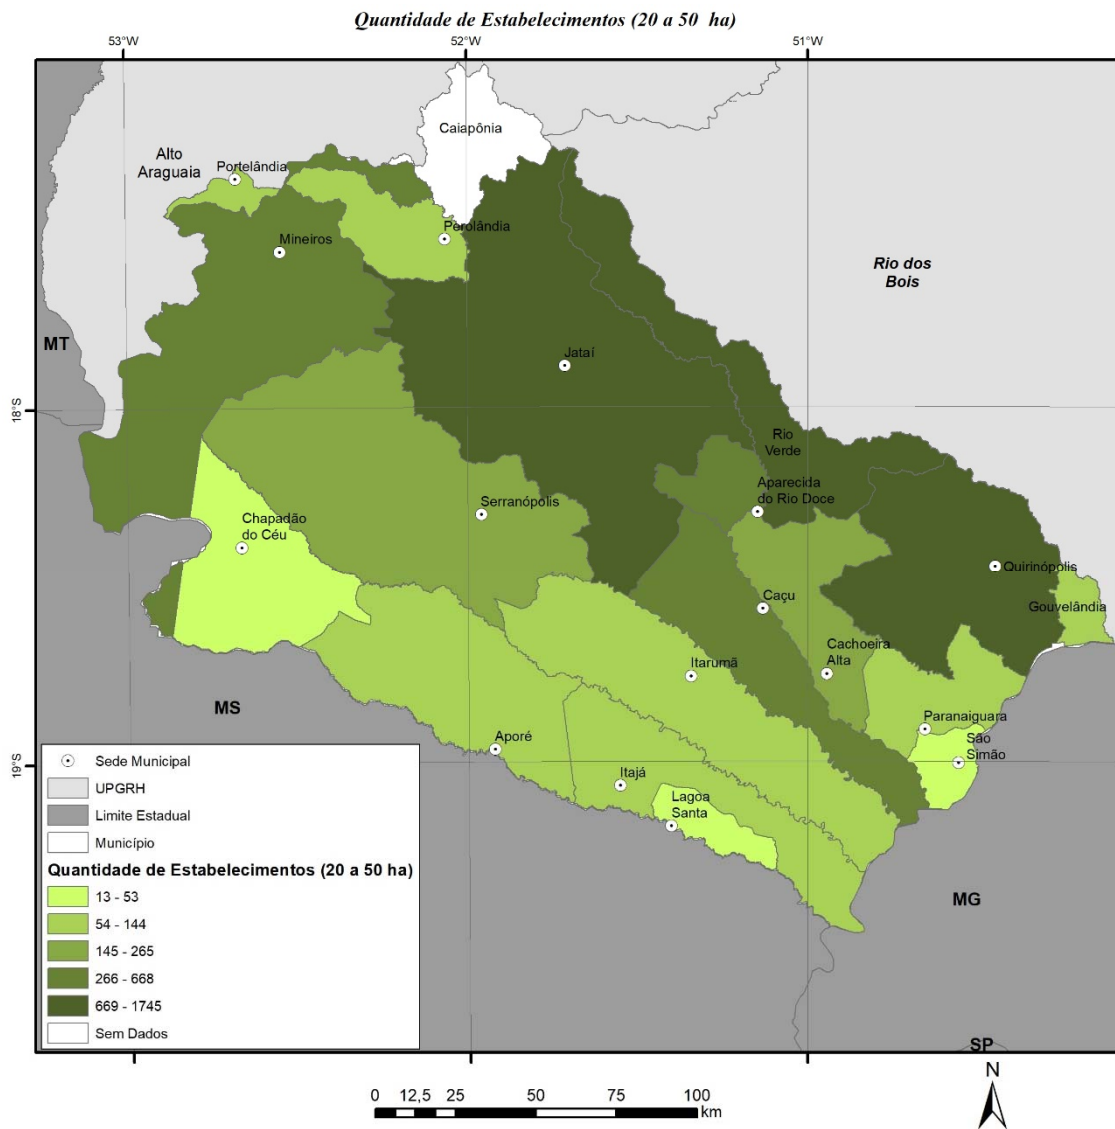 Quantidade de Estabelecimentos (20 a 50 ha)
53°W
52°W
51°W
Caiapônia
Alto
Araguaia
Portelândia
Perolândia
Mineiros
Rio dos
Bois
MT
Jataí
18°S
Rio
Verde
Aparecida
do Rio Doce
Serranópolis
Chapadão
do Céu
Quirinópolis
Caçu
Gouvelândia
Cachoeira
Alta
Itarumã
MS
Paranaiguara
São
Simão
Aporé
19°S
Itajá
Lagoa
Santa
MG
SP
Sede Municipal
UPGRH
Limite Estadual
Município
Quantidade de Estabelecimentos (20 a 50 ha)
13 - 53
54 - 144
145 - 265
266 - 668
669 - 1745
Sem Dados
0 12,5 25 50 75 100
km
N